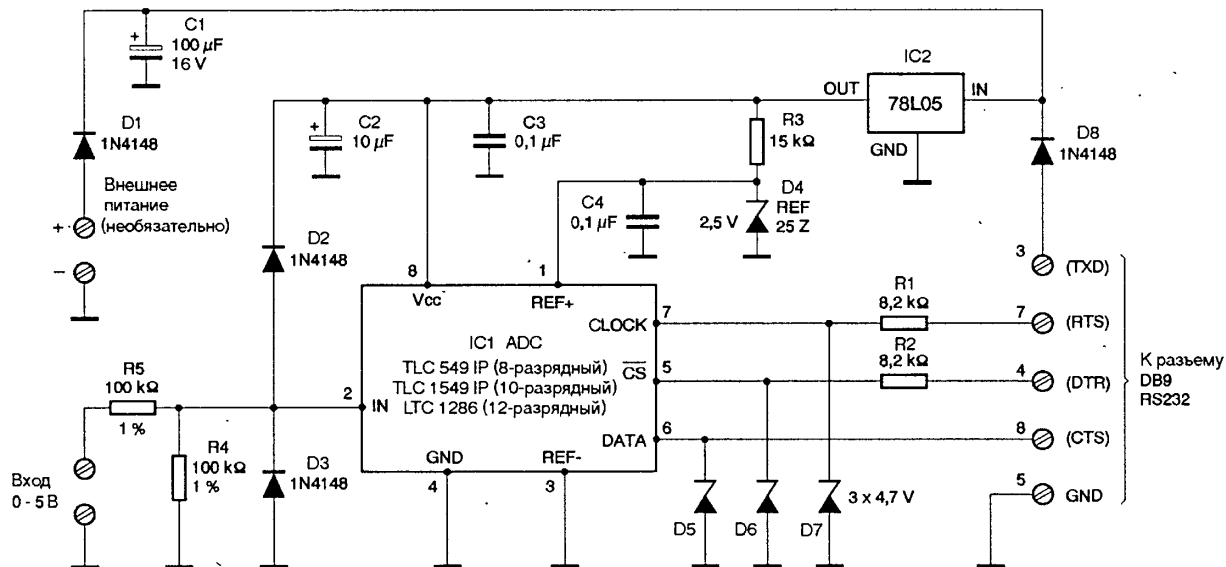 C1
+
100 µF
16 V
IC2
OUT
78L05
IN
GND
D1
1N4148
+
C2
10 µF
C3
0,1 µF
R3
15 kΩ
D8
1N4148
Внешнее
питание
(необязательно)
+
−
C4
0,1 µF
2,5 V
D4
REF
25 Z
D2
1N4148
3
(TXD)
8
Vcc
1
REF+
R1
8,2 kΩ
7
CLOCK
7
(RTS)
IC1 ADC
TLC 549 IP (8-разрядный)
TLC 1549 IP (10-разрядный)
LTC 1286 (12-разрядный)
R2
8,2 kΩ
CS
5
4
(DTR)
К разъему
DB9
RS232
R5
100 kΩ
1 %
2
IN
DATA
6
8
(CTS)
R4
100 kΩ
1 %
D3
1N4148
GND
4
REF-
3
Вход
0 - 5 В
D5
D6
D7
3 x 4,7 V
5
GND